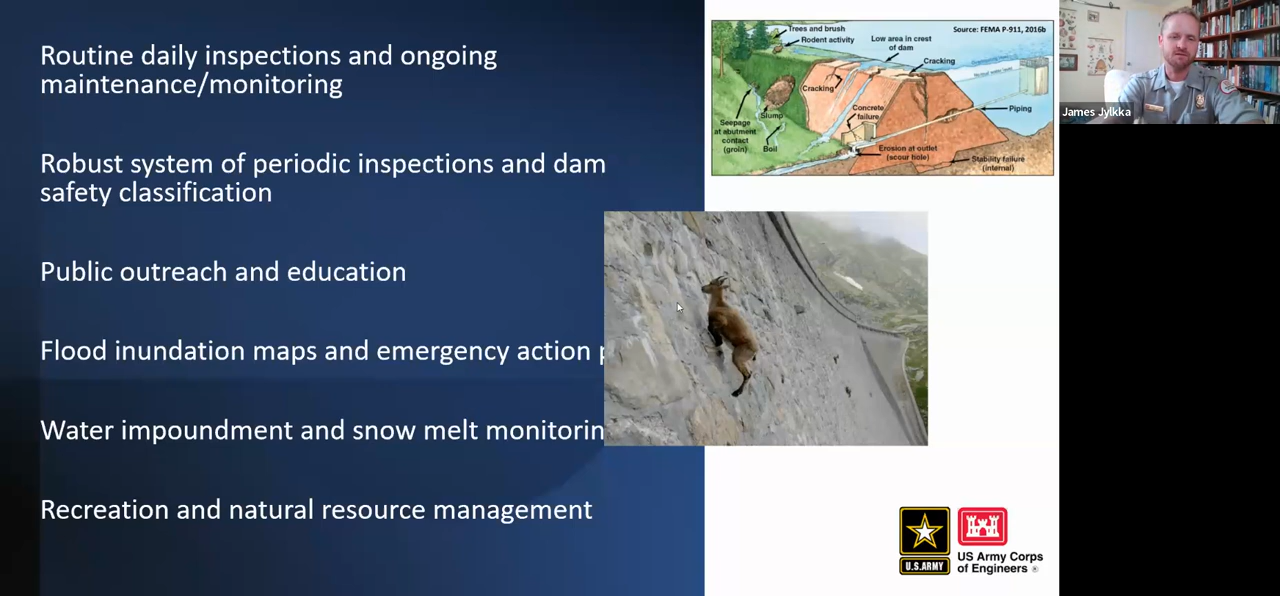 Routine daily inspections and ongoing
maintenance/monitoring
Robust system of periodic inspections and dam
safety classification
Public outreach and education
Flood inundation maps and emergency action
Water impoundment and snow melt monitorin
Recreation and natural resource management
Trees and brush
Rodent activity
Source: FEMA P-911, 2016b
Low area in crest
of dam
Cracking
Cracking
Slump
Concrete
failure
Piping
Seepage
at abutment
contact
(groin)
Boil
Erosion at outlet
(scour hole)
Stability failure
(internal)
James Jylkka
U.S.ARMY
US Army Corps
of Engineers ®